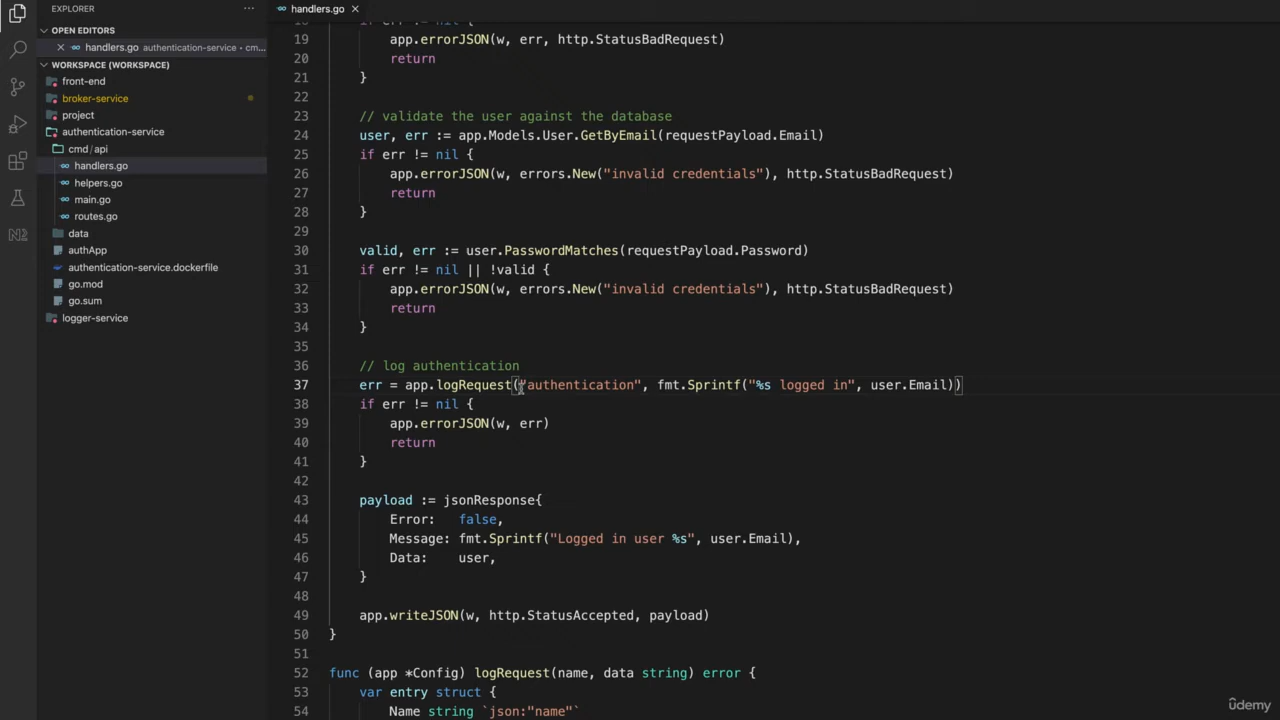 EXPLORER
···
handlers.go ×
OPEN EDITORS
× handlers.go authentication-service • cm...
WORKSPACE (WORKSPACE)
front-end
broker-service
project
authentication-service
cmd/api
handlers.go
helpers.go
main.go
routes.go
data
authApp
authentication-service.dockerfile
go.mod
go.sum
logger-service
N2
18 if err != nil {
19 app.errorJSON(w, err, http.StatusBadRequest)
20 return
21 }
22
23 // validate the user against the database
24 user, err := app.Models.User.GetByEmail(requestPayload.Email)
25 if err != nil {
26 app.errorJSON(w, errors.New("invalid credentials"), http.StatusBadRequest)
27 return
28 }
29
30 valid, err := user.PasswordMatches(requestPayload.Password)
31 if err != nil || !valid {
32 app.errorJSON(w, errors.New("invalid credentials"), http.StatusBadRequest)
33 return
34 }
35
36 // log authentication
37 err = app.logRequest("authentication", fmt.Sprintf("%s logged in", user.Email))
38 if err != nil {
39 app.errorJSON(w, err)
40 return
41 }
42
43 payload := jsonResponse{
44 Error: false,
45 Message: fmt.Sprintf("Logged in user %s", user.Email),
46 Data: user,
47 }
48
49 app.writeJSON(w, http.StatusAccepted, payload)
50 }
51
52 func (app *Config) logRequest(name, data string) error {
53 var entry struct {
54 Name string `json:"name"`
udemy